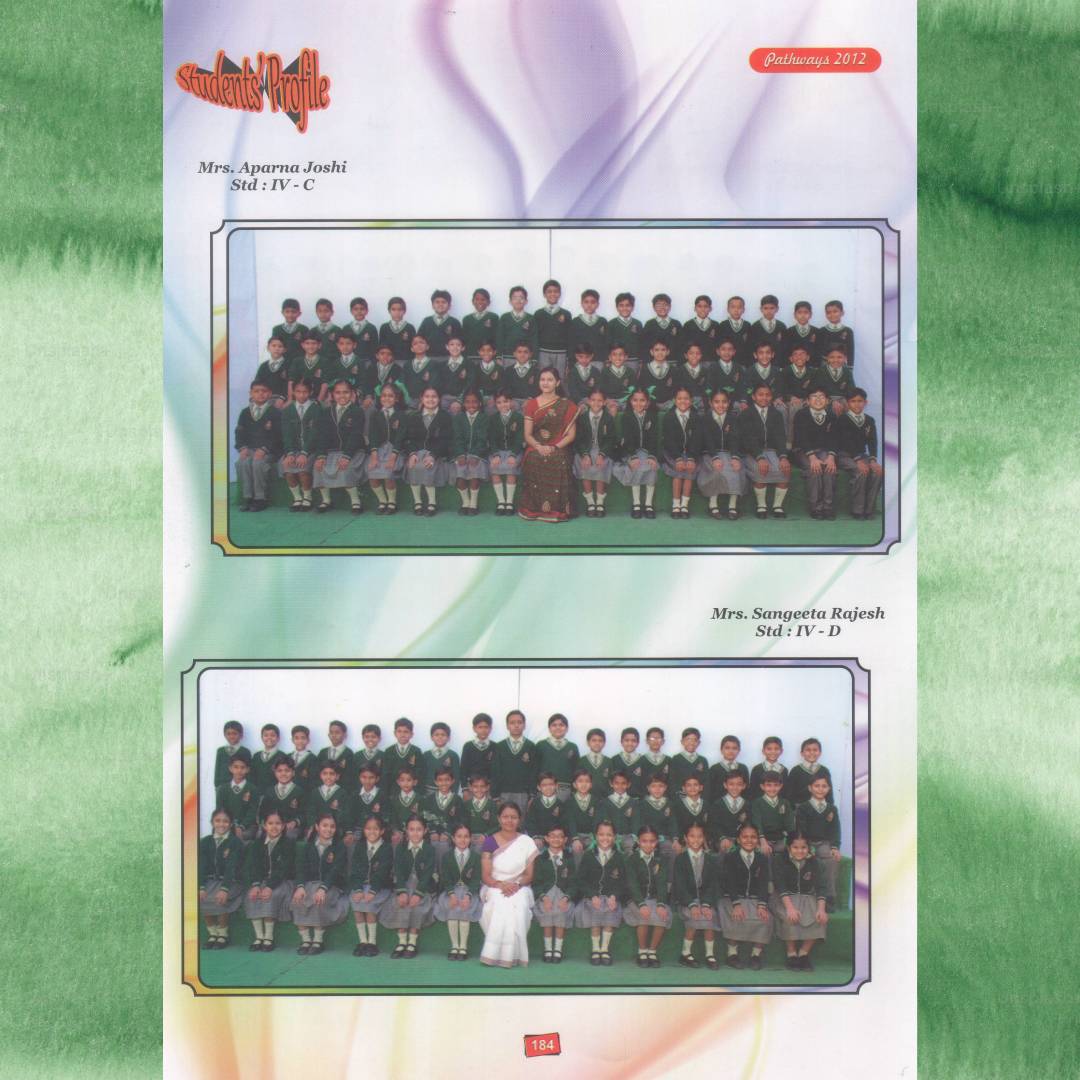 Students' Profile
Pathways 2012
Mrs. Aparna Joshi
Std : IV - C
Mrs. Sangeeta Rajesh
Std : IV - D
184